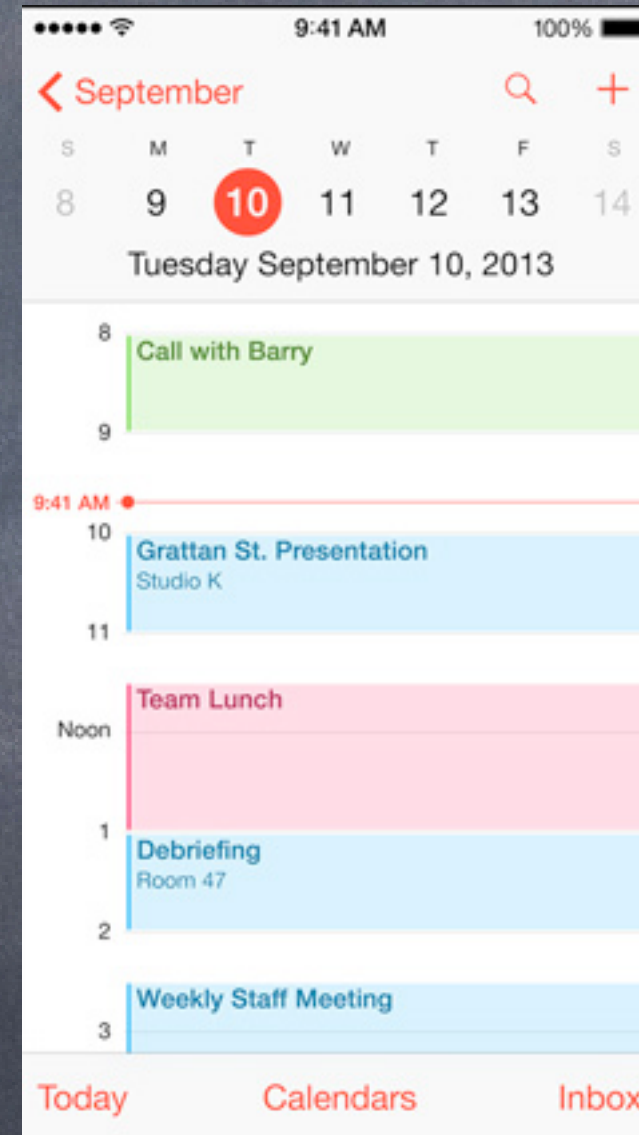 9:41 AM 100%
September +
S M T W T F S
8 9 10 11 12 13 14
Tuesday September 10, 2013
8
Call with Barry
9
9:41 AM
10
Grattan St. Presentation
Studio K
11
Team Lunch
Noon
1
Debriefing
Room 47
2
Weekly Staff Meeting
3
Today Calendars Inbox